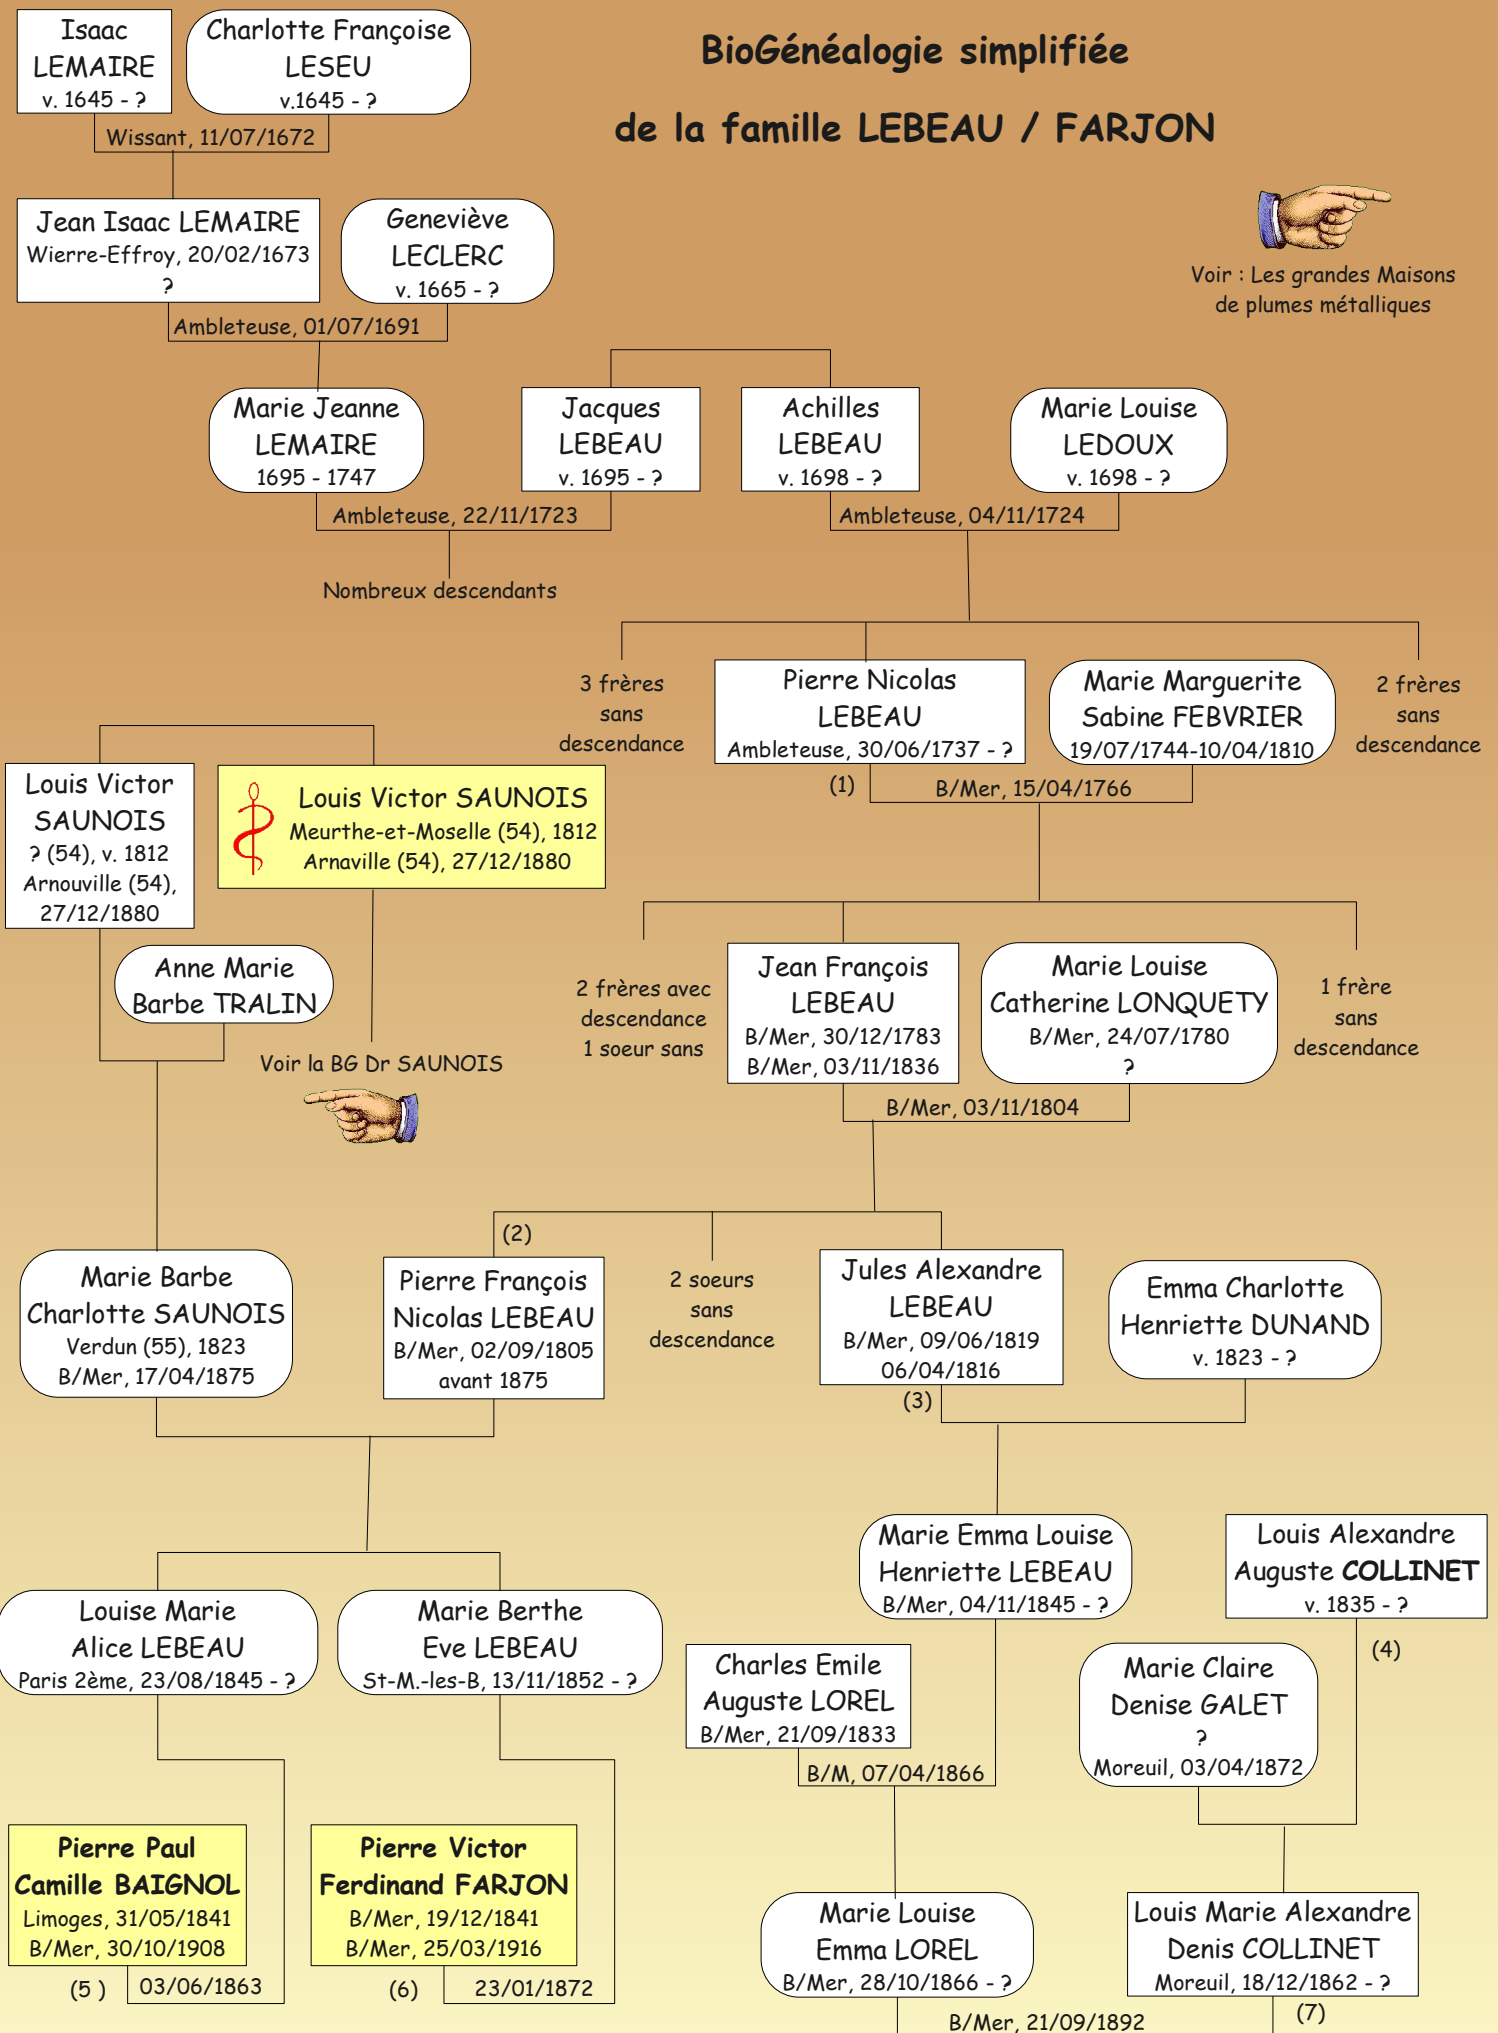 BioGénéalogie simplifiée
de la famille LEBEAU / FARJON
Isaac
LEMAIRE
v. 1645 - ?
Charlotte Françoise
LESEU
v.1645 - ?
Wissant, 11/07/1672
Jean Isaac LEMAIRE
Wierre-Effroy, 20/02/1673
?
Geneviève
LECLERC
v. 1665 - ?
Voir : Les grandes Maisons
de plumes métalliques
Ambleteuse, 01/07/1691
Marie Jeanne
LEMAIRE
1695 - 1747
Jacques
LEBEAU
v. 1695 - ?
Achilles
LEBEAU
v. 1698 - ?
Marie Louise
LEDOUX
v. 1698 - ?
Ambleteuse, 22/11/1723
Ambleteuse, 04/11/1724
Nombreux descendants
3 frères
sans
descendance
Pierre Nicolas
LEBEAU
Ambleteuse, 30/06/1737 - ?
Marie Marguerite
Sabine FEBVRIER
19/07/1744-10/04/1810
2 frères
sans
descendance
(1)
B/Mer, 15/04/1766
Louis Victor
SAUNOIS
? (54), v. 1812
Arnouville (54),
27/12/1880
Louis Victor SAUNOIS
Meurthe-et-Moselle (54), 1812
Arnaville (54), 27/12/1880
Anne Marie
Barbe TRALIN
Voir la BG Dr SAUNOIS
2 frères avec
descendance
1 soeur sans
Jean François
LEBEAU
B/Mer, 30/12/1783
B/Mer, 03/11/1836
Marie Louise
Catherine LONQUETY
B/Mer, 24/07/1780
?
1 frère
sans
descendance
B/Mer, 03/11/1804
(2)
Marie Barbe
Charlotte SAUNOIS
Verdun (55), 1823
B/Mer, 17/04/1875
Pierre François
Nicolas LEBEAU
B/Mer, 02/09/1805
avant 1875
2 soeurs
sans
descendance
Jules Alexandre
LEBEAU
B/Mer, 09/06/1819
06/04/1816
Emma Charlotte
Henriette DUNAND
v. 1823 - ?
(3)
Marie Emma Louise
Henriette LEBEAU
B/Mer, 04/11/1845 - ?
Louis Alexandre
Auguste COLLINET
v. 1835 - ?
(4)
Louise Marie
Alice LEBEAU
Paris 2ème, 23/08/1845 - ?
Marie Berthe
Eve LEBEAU
St-M.-les-B, 13/11/1852 - ?
Charles Emile
Auguste LOREL
B/Mer, 21/09/1833
Marie Claire
Denise GALET
?
Moreuil, 03/04/1872
B/M, 07/04/1866
Pierre Paul
Camille BAIGNOL
Limoges, 31/05/1841
B/Mer, 30/10/1908
Pierre Victor
Ferdinand FARJON
B/Mer, 19/12/1841
B/Mer, 25/03/1916
Marie Louise
Emma LOREL
B/Mer, 28/10/1866 - ?
Louis Marie Alexandre
Denis COLLINET
Moreuil, 18/12/1862 - ?
(5 )
03/06/1863
(6)
23/01/1872
B/Mer, 21/09/1892
(7)